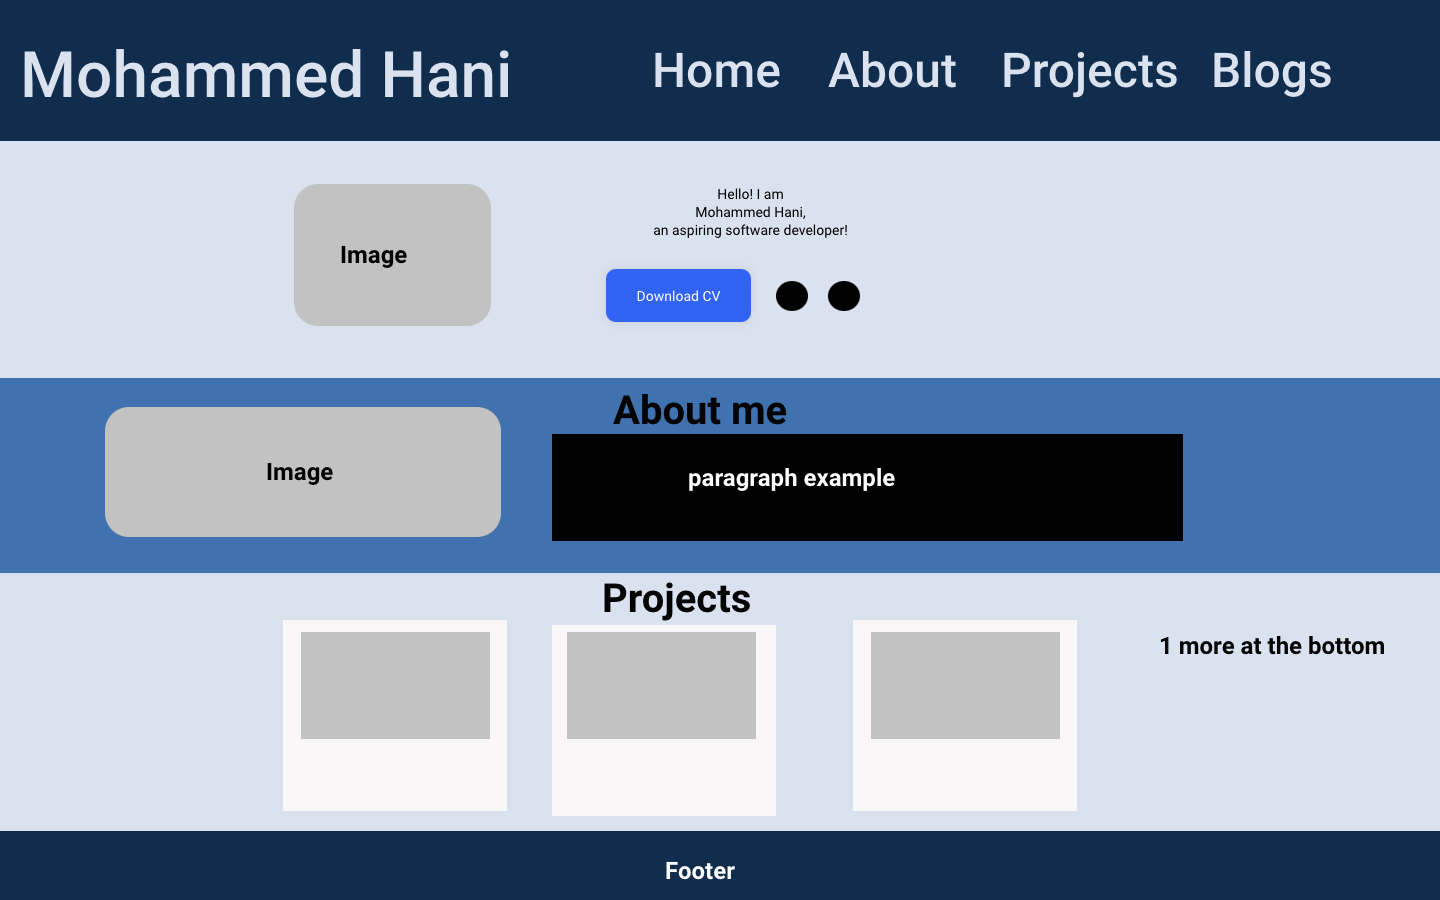 Mohammed Hani
Home About Projects Blogs
Image
Hello! I am
Mohammed Hani,
an aspiring software developer!
Download CV
About me
Image
paragraph example
Projects
1 more at the bottom
Footer